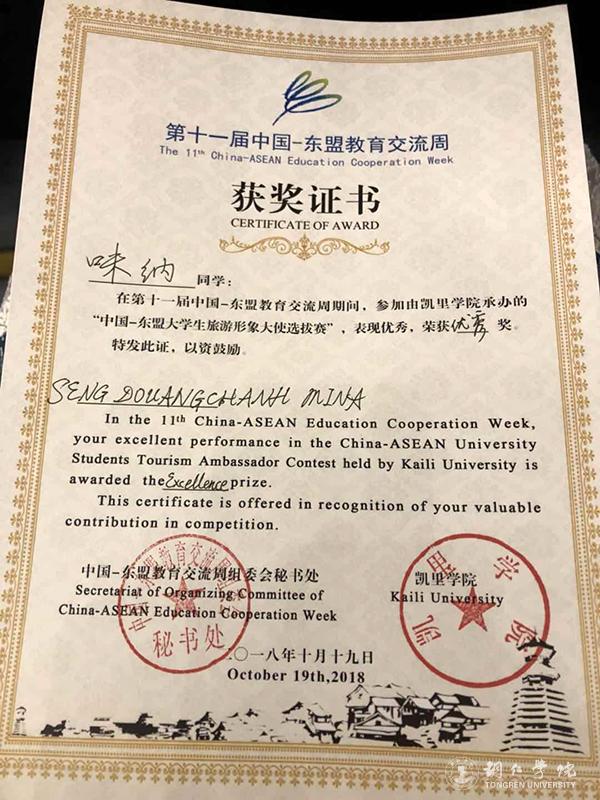 第十一届中国-东盟教育交流周
The 11th China-ASEAN Education Cooperation Week
获奖证书
CERTIFICATE OF AWARD
咪纳 同学：
在第十一届中国-东盟教育交流周期间，参加由凯里学院承办的
“中国-东盟大学生旅游形象大使选拔赛”，表现优秀，荣获优秀奖。
特发此证，以资鼓励。
SENG DOUANGCHANH MINA
In the 11th China-ASEAN Education Cooperation Week,
your excellent performance in the China-ASEAN University
Students Tourism Ambassador Contest held by Kaili University is
awarded the Excellence prize.
This certificate is offered in recognition of your valuable
contribution in competition.
中国-东盟教育交流周组委会秘书处
Secretariat of Organizing Committee of
China-ASEAN Education Cooperation Week
秘书处
凯里学院
Kaili University
凯里学院
二〇一八年十月十九日
October 19th,2018
铜仁学院
TONGREN UNIVERSITY